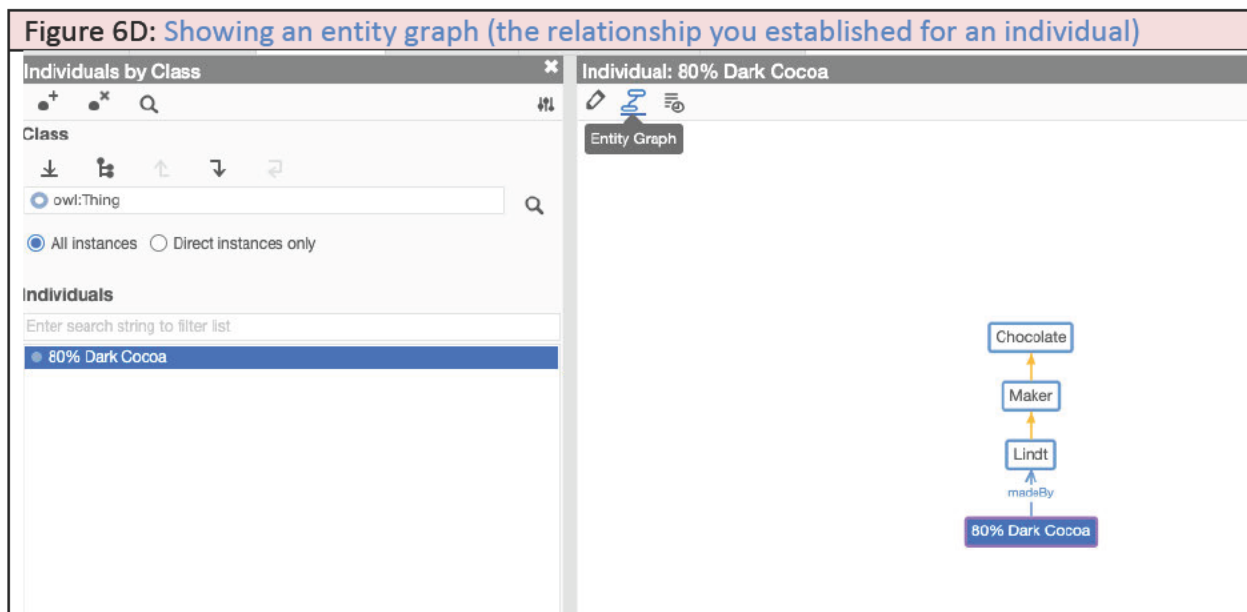 Figure 6D: Showing an entity graph (the relationship you established for an individual)
Individuals by Class
Class
owl:Thing
All instances Direct instances only
Individuals
Enter search string to filter list
80% Dark Cocoa
Individual: 80% Dark Cocoa
Entity Graph
Chocolate
Maker
Lindt
madeBy
80% Dark Cocoa